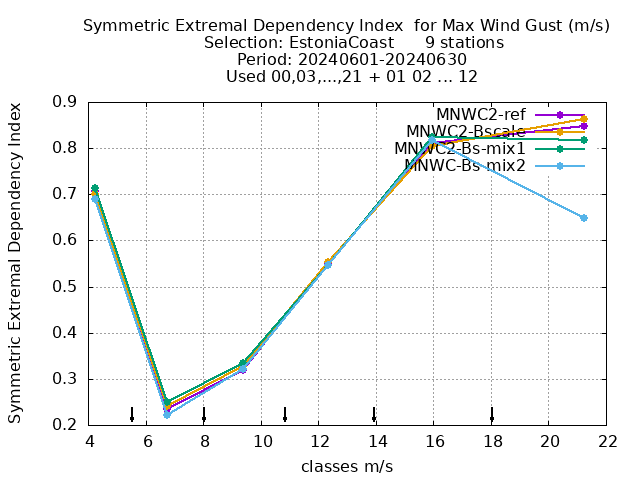 Symmetric Extremal Dependency Index for Max Wind Gust (m/s)
Selection: EstoniaCoast 9 stations
Period: 20240601-20240630
Used 00,03,...,21 + 01 02 ... 12
Symmetric Extremal Dependency Index
0.9
0.8
0.7
0.6
0.5
0.4
0.3
0.2
MNWC2-ref
MNWC2-Bscale
MNWC2-Bs-mix1
MNWC-Bs-mix2
4 6 8 10 12 14 16 18 20 22
classes m/s